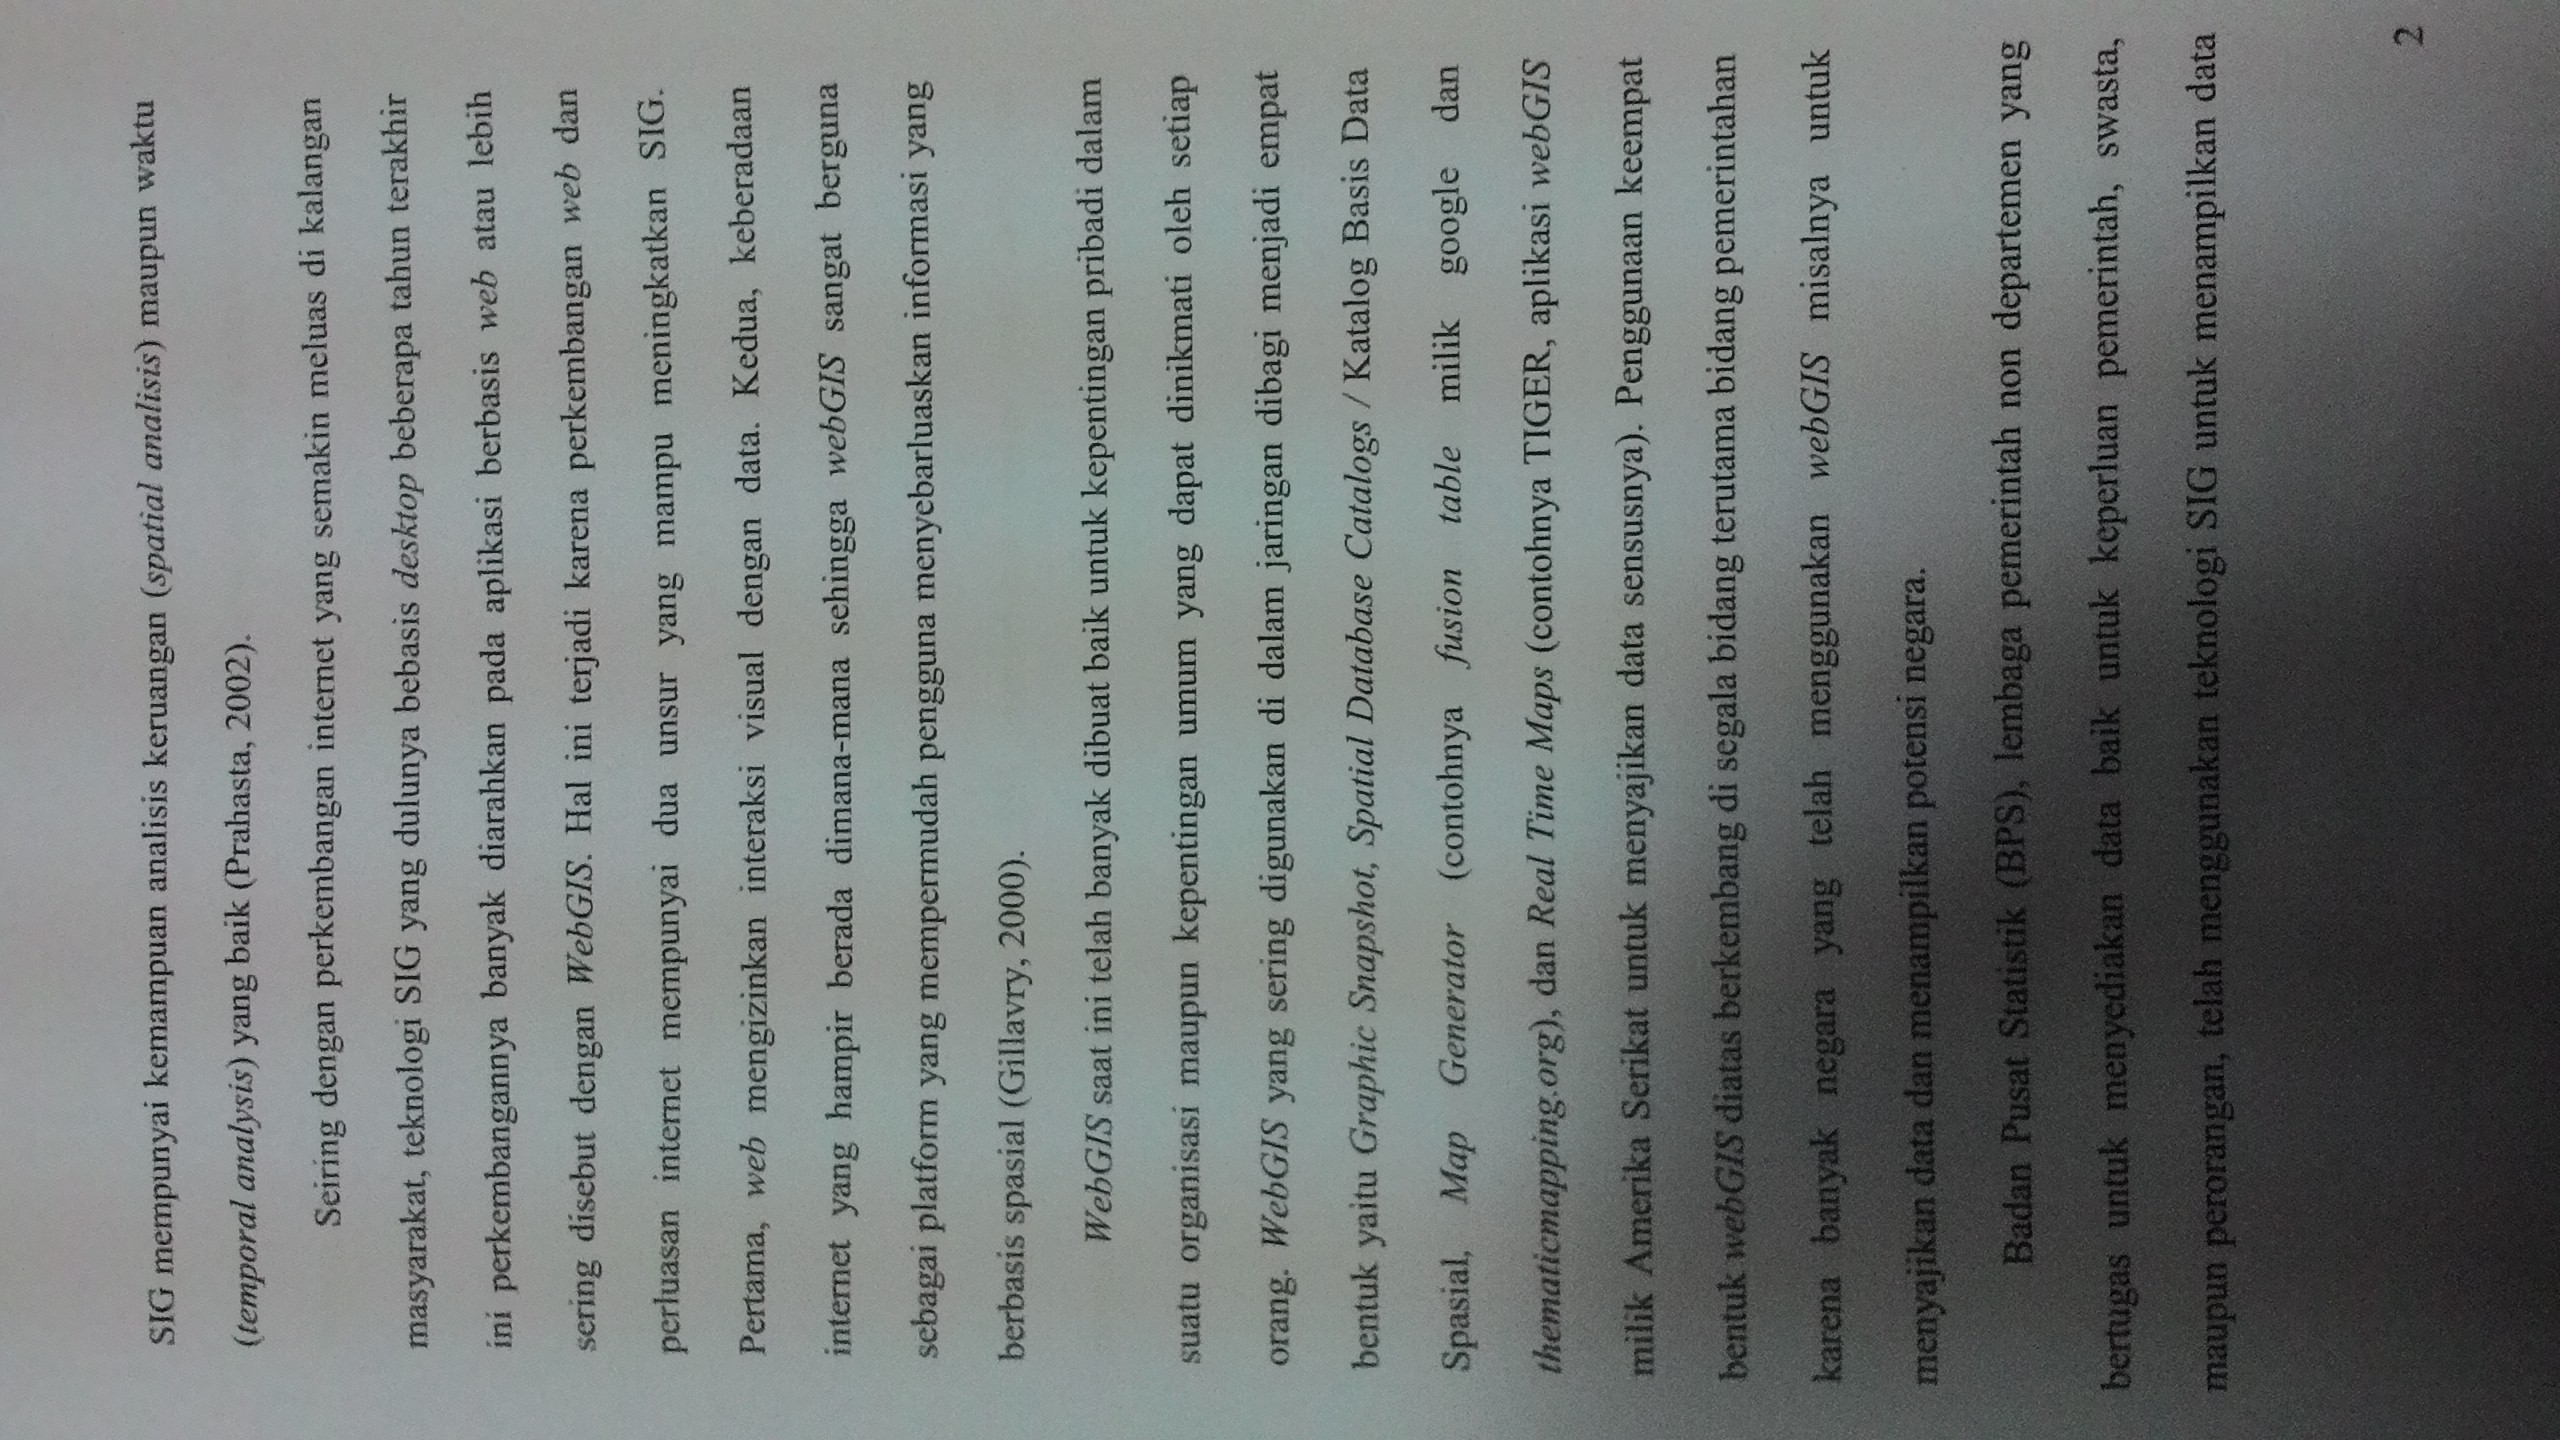 SIG mempunyai kemampuan analisis keruangan (spatial analisis) maupun waktu
(temporal analysis) yang baik (Prahasta, 2002).
Seiring dengan perkembangan internet yang semakin meluas di kalangan
masyarakat, teknologi SIG yang dulunya bebasis desktop beberapa tahun terakhir
ini perkembangannya banyak diarahkan pada aplikasi berbasis web atau lebih
sering disebut dengan WebGIS. Hal ini terjadi karena perkembangan web dan
perluasan internet mempunyai dua unsur yang mampu meningkatkan SIG.
Pertama, web mengizinkan interaksi visual dengan data. Kedua, keberadaan
internet yang hampir berada dimana-mana sehingga webGIS sangat berguna
sebagai platform yang mempermudah pengguna menyebarluaskan informasi yang
berbasis spasial (Gillavry, 2000).
WebGIS saat ini telah banyak dibuat baik untuk kepentingan pribadi dalam
suatu organisasi maupun kepentingan umum yang dapat dinikmati oleh setiap
orang. WebGIS yang sering digunakan di dalam jaringan dibagi menjadi empat
bentuk yaitu Graphic Snapshot, Spatial Database Catalogs / Katalog Basis Data
Spasial, Map Generator (contohnya fusion table milik google dan
thematicmapping.org), dan Real Time Maps (contohnya TIGER, aplikasi webGIS
milik Amerika Serikat untuk menyajikan data sensusnya). Penggunaan keempat
bentuk webGIS diatas berkembang di segala bidang terutama bidang pemerintahan
karena banyak negara yang telah menggunakan webGIS misalnya untuk
menyajikan data dan menampilkan potensi negara.
Badan Pusat Statistik (BPS), lembaga pemerintah non departemen yang
bertugas untuk menyediakan data baik untuk keperluan pemerintah, swasta,
maupun perorangan, telah menggunakan teknologi SIG untuk menampilkan data
2